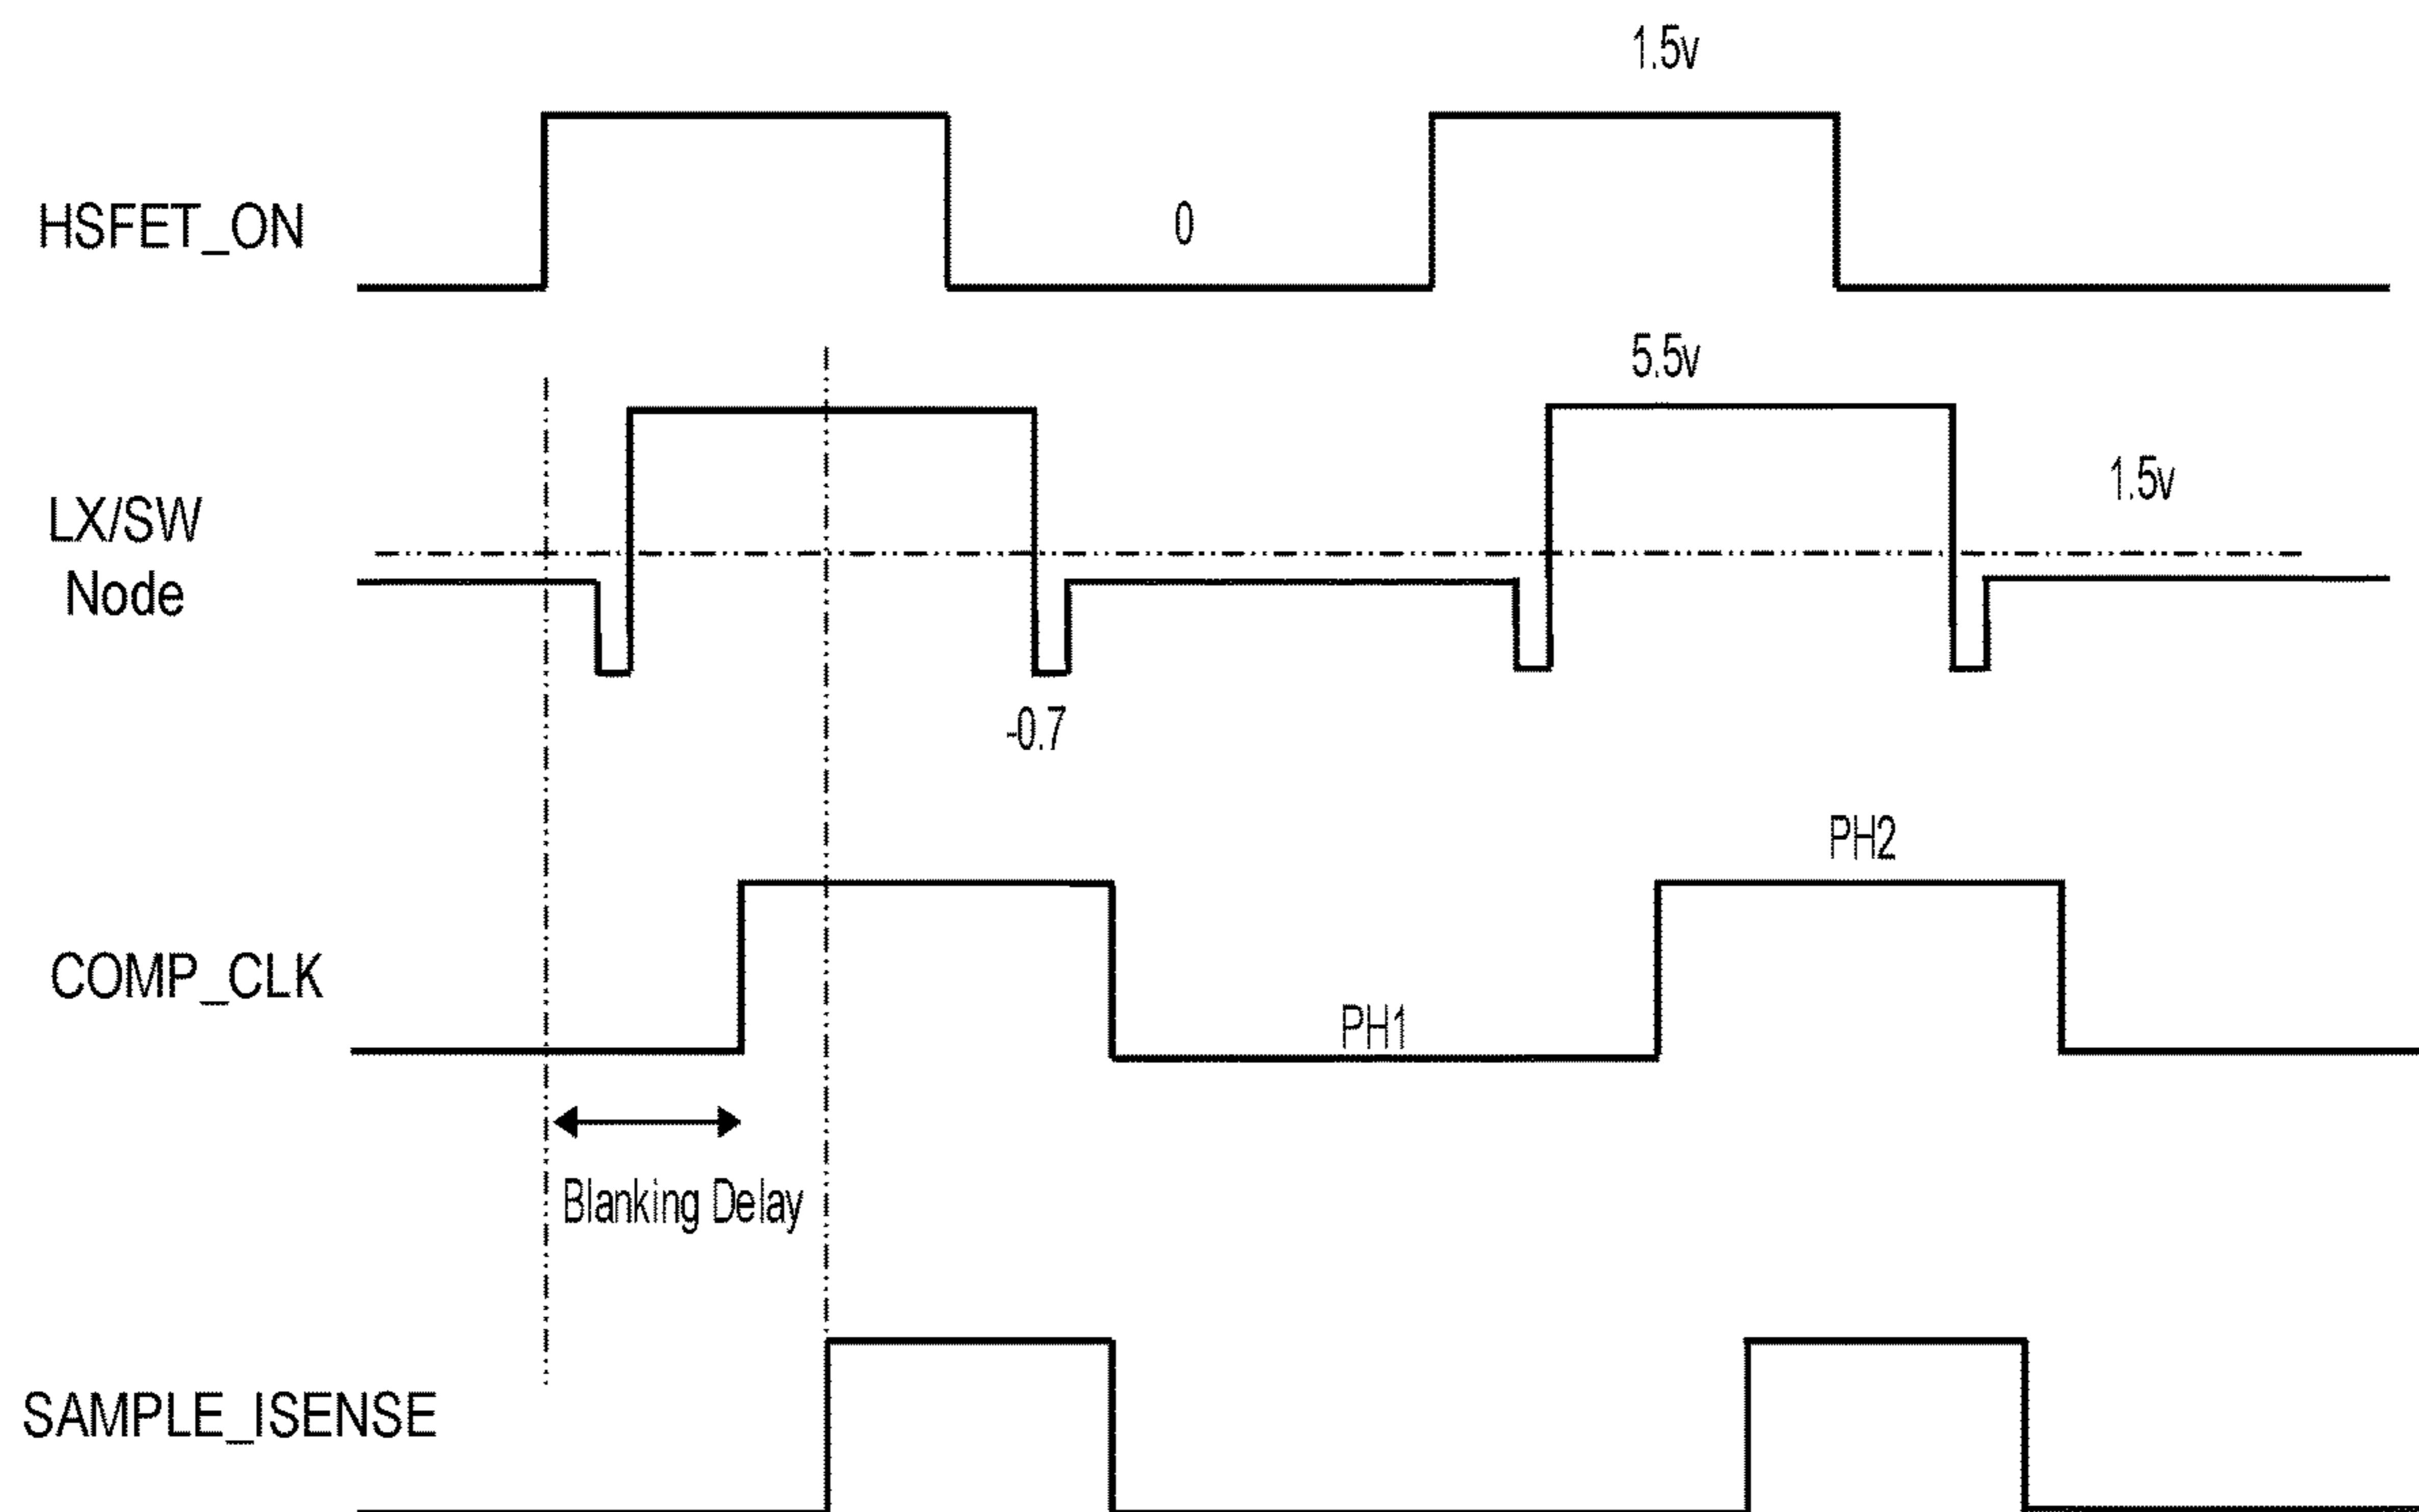 1.5v
HSFET_ON
0
5.5v
1.5v
LX/SW
Node
-0.7
PH2
COMP_CLK
PH1
Blanking Delay
SAMPLE_ISENSE